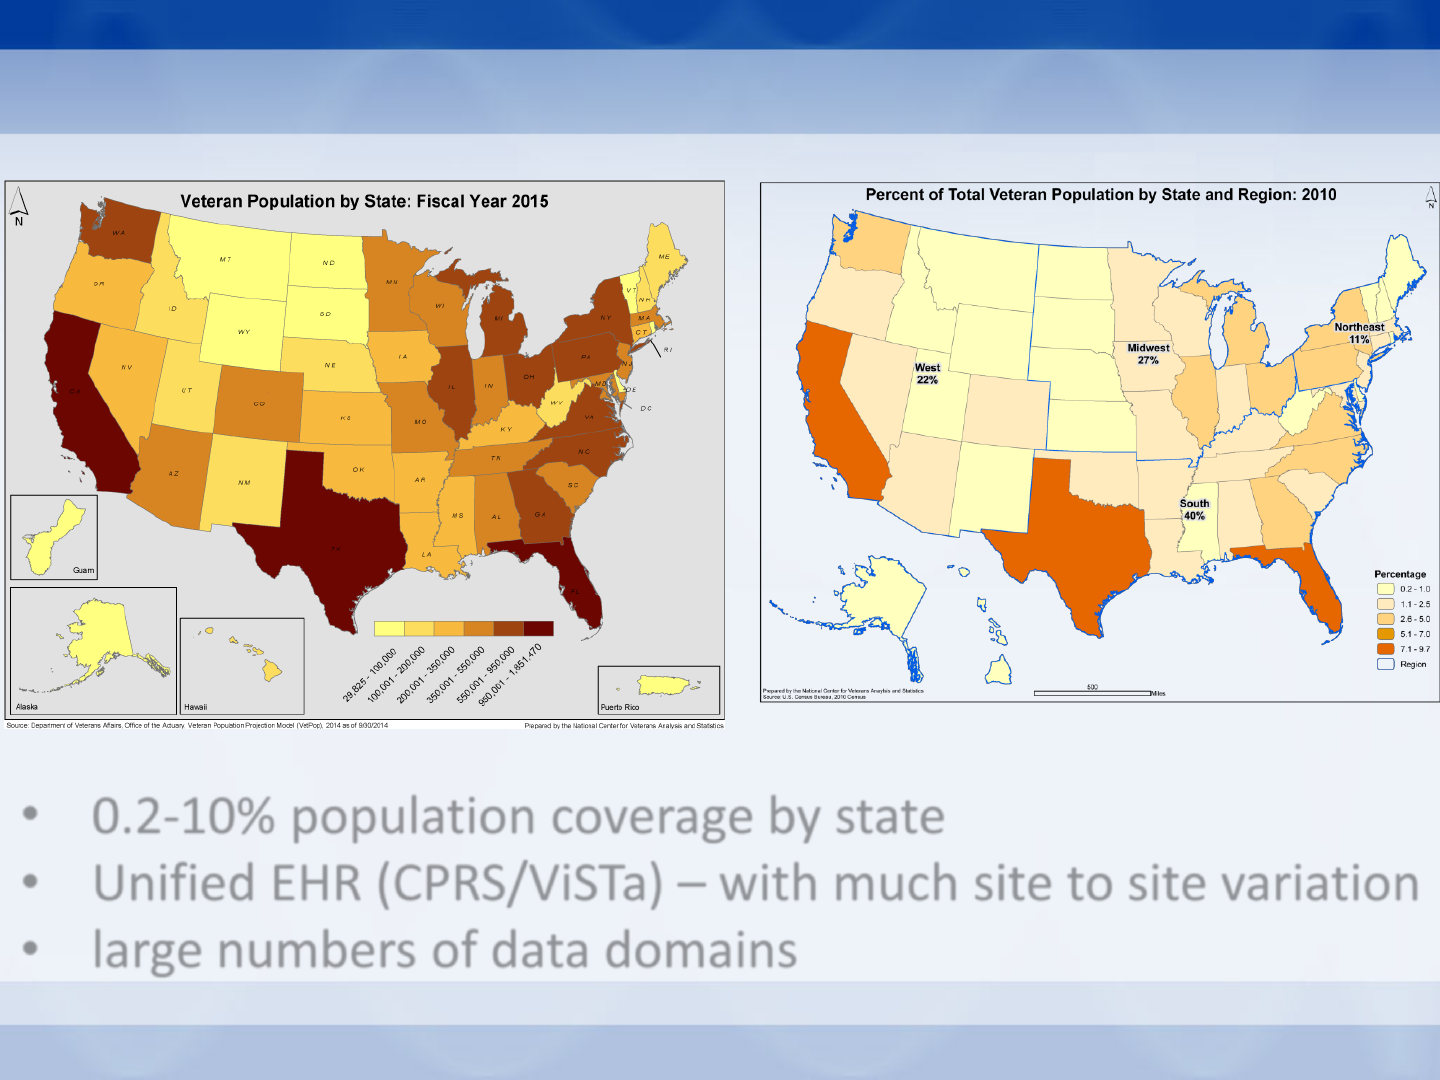 Veteran Population by State: Fiscal Year 2015
N
WA
MT
ND
MN
ME
OR
ID
SD
WI
VT
NH
WY
MI
NY
MA
CT
RI
NV
UT
NE
IA
PA
NJ
CO
IL
IN
OH
MD
DE
DC
KS
MO
WV
VA
KY
AZ
NM
OK
AR
NC
SC
MS
AL
GA
LA
Guam
Alaska
Hawaii
Puerto Rico
29,825 - 100,000
100,001 - 200,000
200,001 - 350,000
350,001 - 550,000
950,001 - 1,851,470
Source: Department of Veterans Affairs, Office of the Actuary, Veteran Population Projection Model (VetPop), 2014 as of 9/30/2014
Prepared by the National Center for Veterans Analysis and Statistics
Percent of Total Veteran Population by State and Region: 2010
N
Northeast
11%
Midwest
27%
West
22%
South
40%
Percentage
0.2 - 1.0
1.1 - 2.5
2.6 - 5.0
5.1 - 7.0
7.1 - 9.7
Region
Prepared by the National Center for Veterans Analysis and Statistics
Source: U.S. Census Bureau, 2010 Census
500
Miles
• 0.2-10% population coverage by state
• Unified EHR (CPRS/ViSTa) – with much site to site variation
• large numbers of data domains